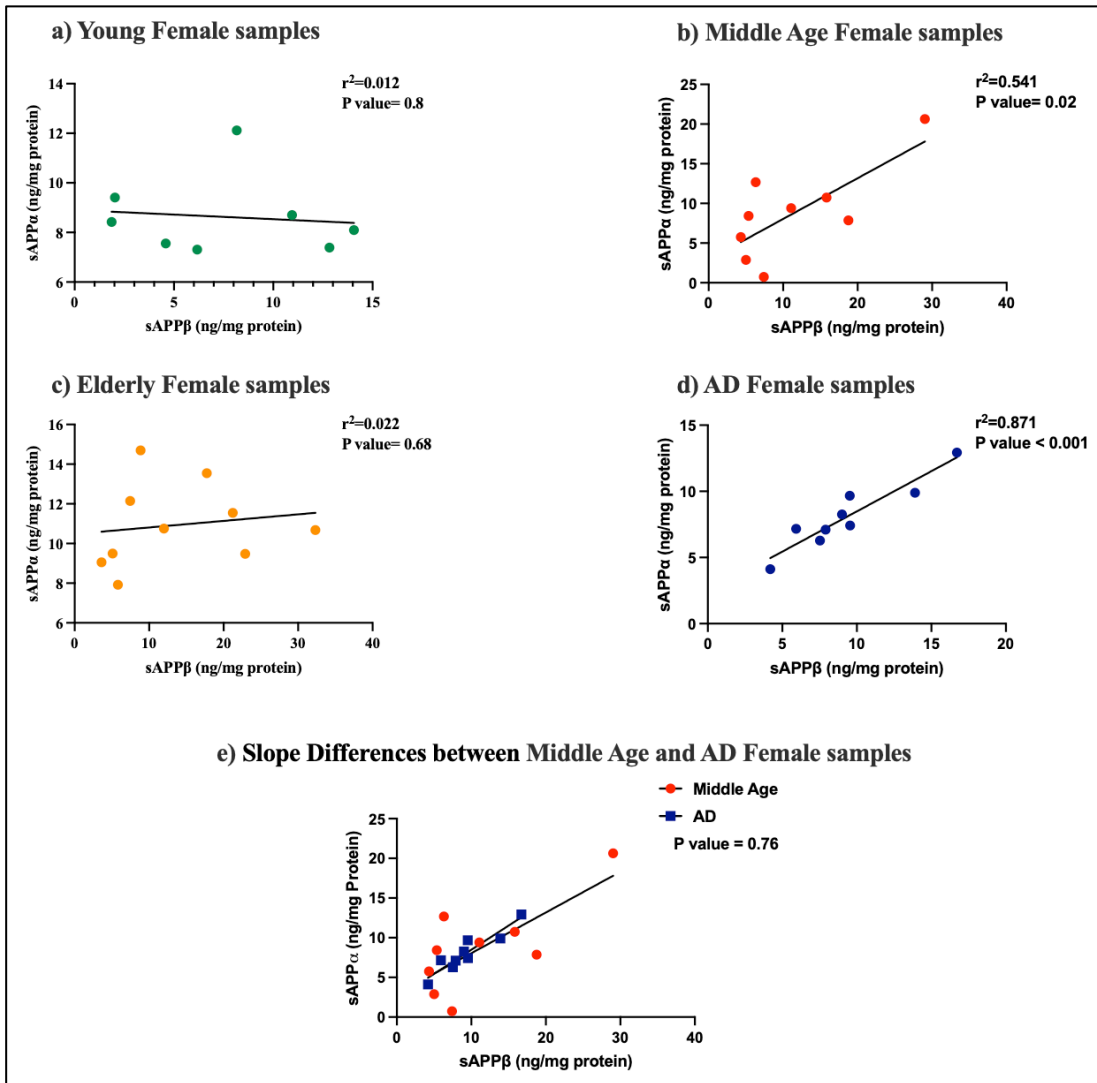 a) Young Female samples
r²=0.012
P value= 0.8
sAPPα (ng/mg protein)
14
12
10
8
6
0
5
10
15
sAPPβ (ng/mg protein)
b) Middle Age Female samples
r²=0.541
P value= 0.02
sAPPα (ng/mg protein)
25
20
15
10
5
0
0
10
20
30
40
sAPPβ (ng/mg protein)
c) Elderly Female samples
r²=0.022
P value= 0.68
sAPPα (ng/mg protein)
16
14
12
10
8
6
0
10
20
30
40
sAPPβ (ng/mg protein)
d) AD Female samples
r²=0.871
P value < 0.001
sAPPα (ng/mg protein)
15
10
5
0
0
5
10
15
20
sAPPβ (ng/mg protein)
e) Slope Differences between Middle Age and AD Female samples
Middle Age
AD
P value = 0.76
sAPPα (ng/mg Protein)
25
20
15
10
5
0
0
10
20
30
40
sAPPβ (ng/mg protein)